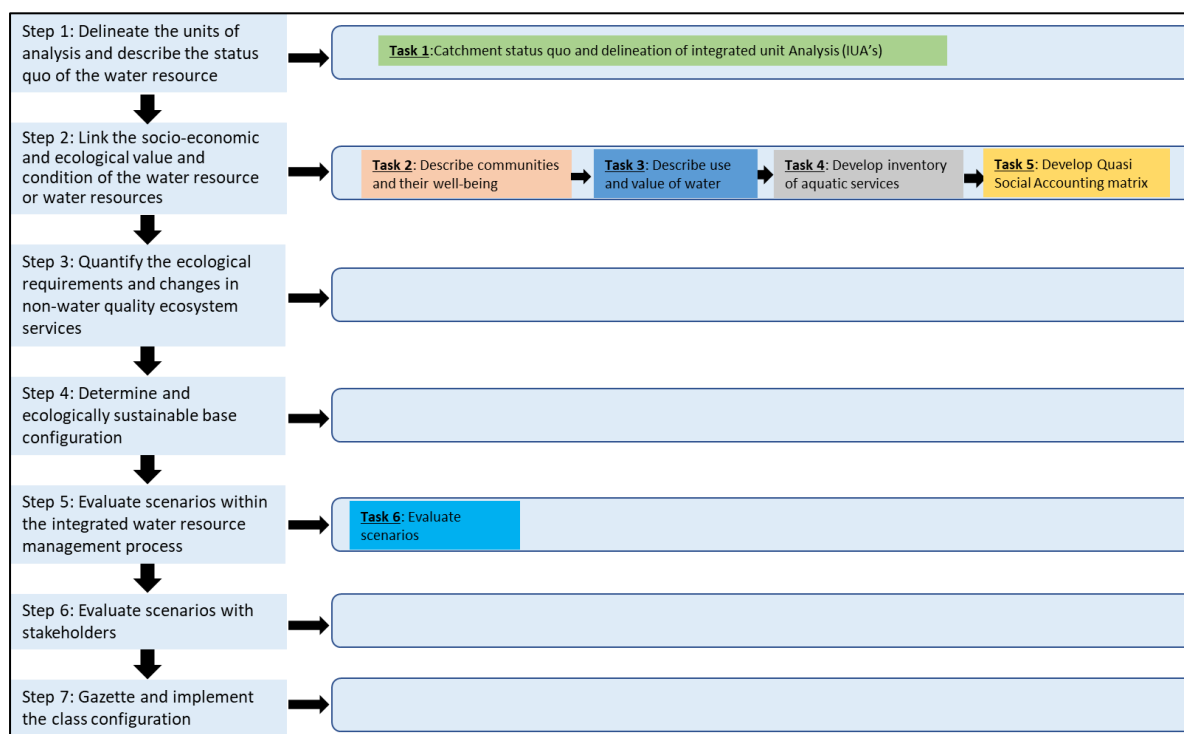 Step 1: Delineate the units of
analysis and describe the status
quo of the water resource
Task 1:Catchment status quo and delineation of integrated unit Analysis (IUA's)
Step 2: Link the socio-economic
and ecological value and
condition of the water resource
or water resources
Task 2: Describe communities
and their well-being
Task 3: Describe use
and value of water
Task 4: Develop inventory
of aquatic services
Task 5: Develop Quasi
Social Accounting matrix
Step 3: Quantify the ecological
requirements and changes in
non-water quality ecosystem
services
Step 4: Determine and
ecologically sustainable base
configuration
Step 5: Evaluate scenarios within
the integrated water resource
management process
Task 6: Evaluate
scenarios
Step 6: Evaluate scenarios with
stakeholders
Step 7: Gazette and implement
the class configuration